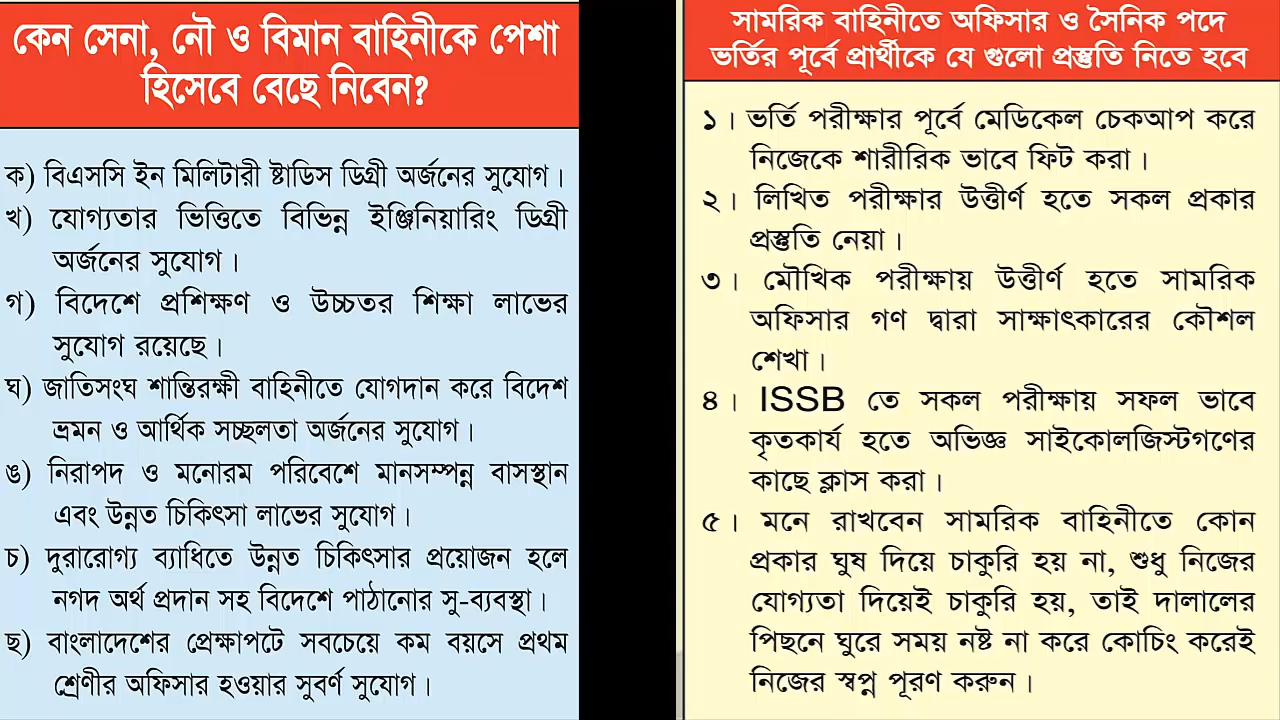 কেন সেনা, নৌ ও বিমান বাহিনীকে পেশা
হিসেবে বেছে নিবেন?
ক) বিএসসি ইন মিলিটারী ষ্টাডিস ডিগ্রী অর্জনের সুযোগ।
খ) যোগ্যতার ভিত্তিতে বিভিন্ন ইঞ্জিনিয়ারিং ডিগ্রী
অর্জনের সুযোগ।
গ) বিদেশে প্রশিক্ষণ ও উচ্চতর শিক্ষা লাভের
সুযোগ রয়েছে।
ঘ) জাতিসংঘ শান্তিরক্ষী বাহিনীতে যোগদান করে বিদেশ
ভ্রমন ও আর্থিক সচ্ছলতা অর্জনের সুযোগ।
ঙ) নিরাপদ ও মনোরম পরিবেশে মানসম্পন্ন বাসস্থান
এবং উন্নত চিকিৎসা লাভের সুযোগ।
চ) দুরারোগ্য ব্যাধিতে উন্নত চিকিৎসার প্রয়োজন হলে
নগদ অর্থ প্রদান সহ বিদেশে পাঠানোর সু-ব্যবস্থা।
ছ) বাংলাদেশের প্রেক্ষাপটে সবচেয়ে কম বয়সে প্রথম
শ্রেণীর অফিসার হওয়ার সুবর্ণ সুযোগ।
সামরিক বাহিনীতে অফিসার ও সৈনিক পদে
ভর্তির পূর্বে প্রার্থীকে যে গুলো প্রস্তুতি নিতে হবে
১। ভর্তি পরীক্ষার পূর্বে মেডিকেল চেকআপ করে
নিজেকে শারীরিক ভাবে ফিট করা।
২। লিখিত পরীক্ষার উত্তীর্ণ হতে সকল প্রকার
প্রস্তুতি নেয়া।
৩। মৌখিক পরীক্ষায় উত্তীর্ণ হতে সামরিক
অফিসার গণ দ্বারা সাক্ষাৎকারের কৌশল
শেখা।
৪। ISSB তে সকল পরীক্ষায় সফল ভাবে
কৃতকার্য হতে অভিজ্ঞ সাইকোলজিস্টগণের
কাছে ক্লাস করা।
৫। মনে রাখবেন সামরিক বাহিনীতে কোন
প্রকার ঘুষ দিয়ে চাকুরি হয় না, শুধু নিজের
যোগ্যতা দিয়েই চাকুরি হয়, তাই দালালের
পিছনে ঘুরে সময় নষ্ট না করে কোচিং করেই
নিজের স্বপ্ন পূরণ করুন।